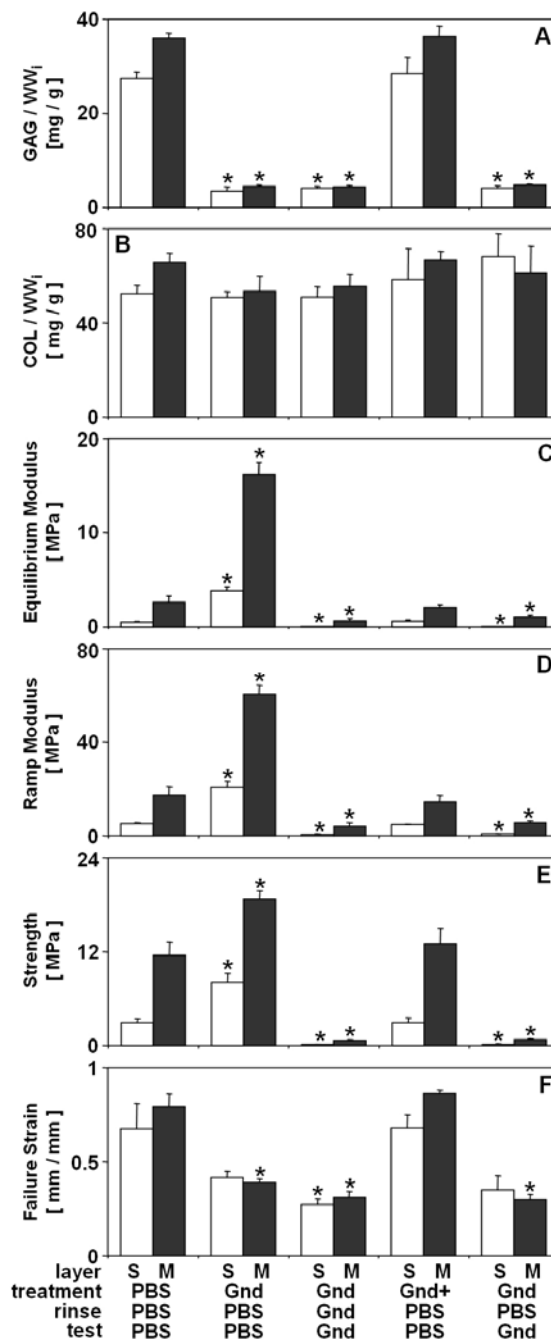 A
GAG / WWi
[mg / g]
40
20
0
* * * * * *
B
COL / WWi
[ mg / g ]
80
40
0
C
Equilibrium Modulus
[ MPa ]
20
10
0
* * * * * *
D
Ramp Modulus
[ MPa ]
80
40
0
* * * * * *
E
Strength
[ MPa ]
24
12
0
* * * * * *
F
Failure Strain
[ mm / mm ]
1
0.5
0
* * * *
layer S M S M S M S M S M
treatment PBS Gnd Gnd Gnd+ Gnd
rinse PBS PBS Gnd PBS PBS
test PBS PBS Gnd PBS Gnd